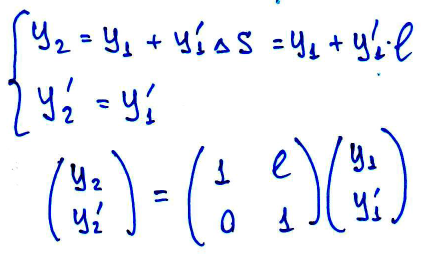 y₂ = y₁ + y₁′ΔS = y₁ + y₁′·ℓ
y₂′ = y₁′
(y₂ y₂′) = (1 ℓ 0 1)(y₁ y₁′)